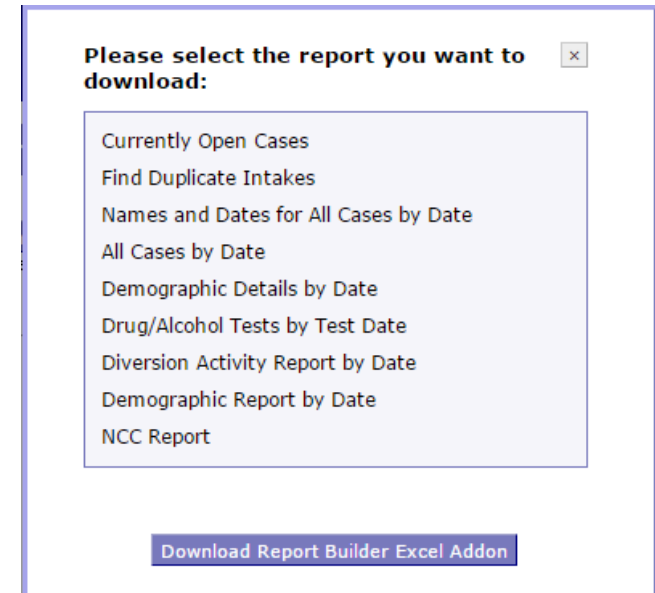 Please select the report you want to
download:
×
Currently Open Cases
Find Duplicate Intakes
Names and Dates for All Cases by Date
All Cases by Date
Demographic Details by Date
Drug/Alcohol Tests by Test Date
Diversion Activity Report by Date
Demographic Report by Date
NCC Report
Download Report Builder Excel Addon